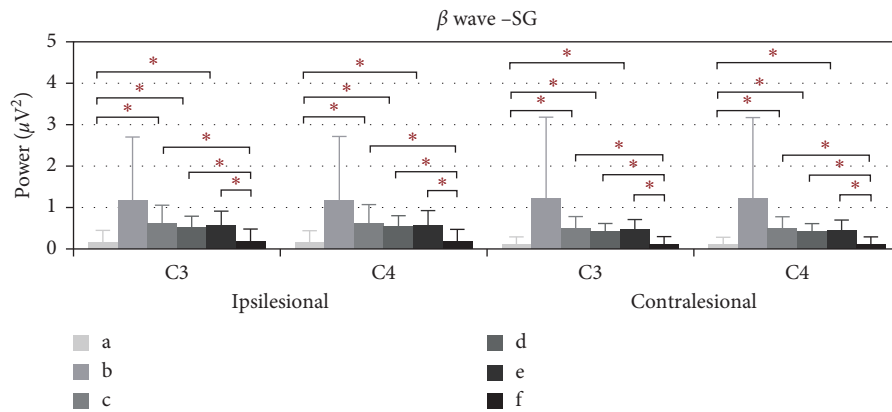 β wave –SG
Power (μV²)
5
4
3
2
1
0
* * * * * *
* * * * * *
* * * * * *
* * * * * *
C3 C4 C3 C4
Ipsilesional Contralesional
a
b
c
d
e
f